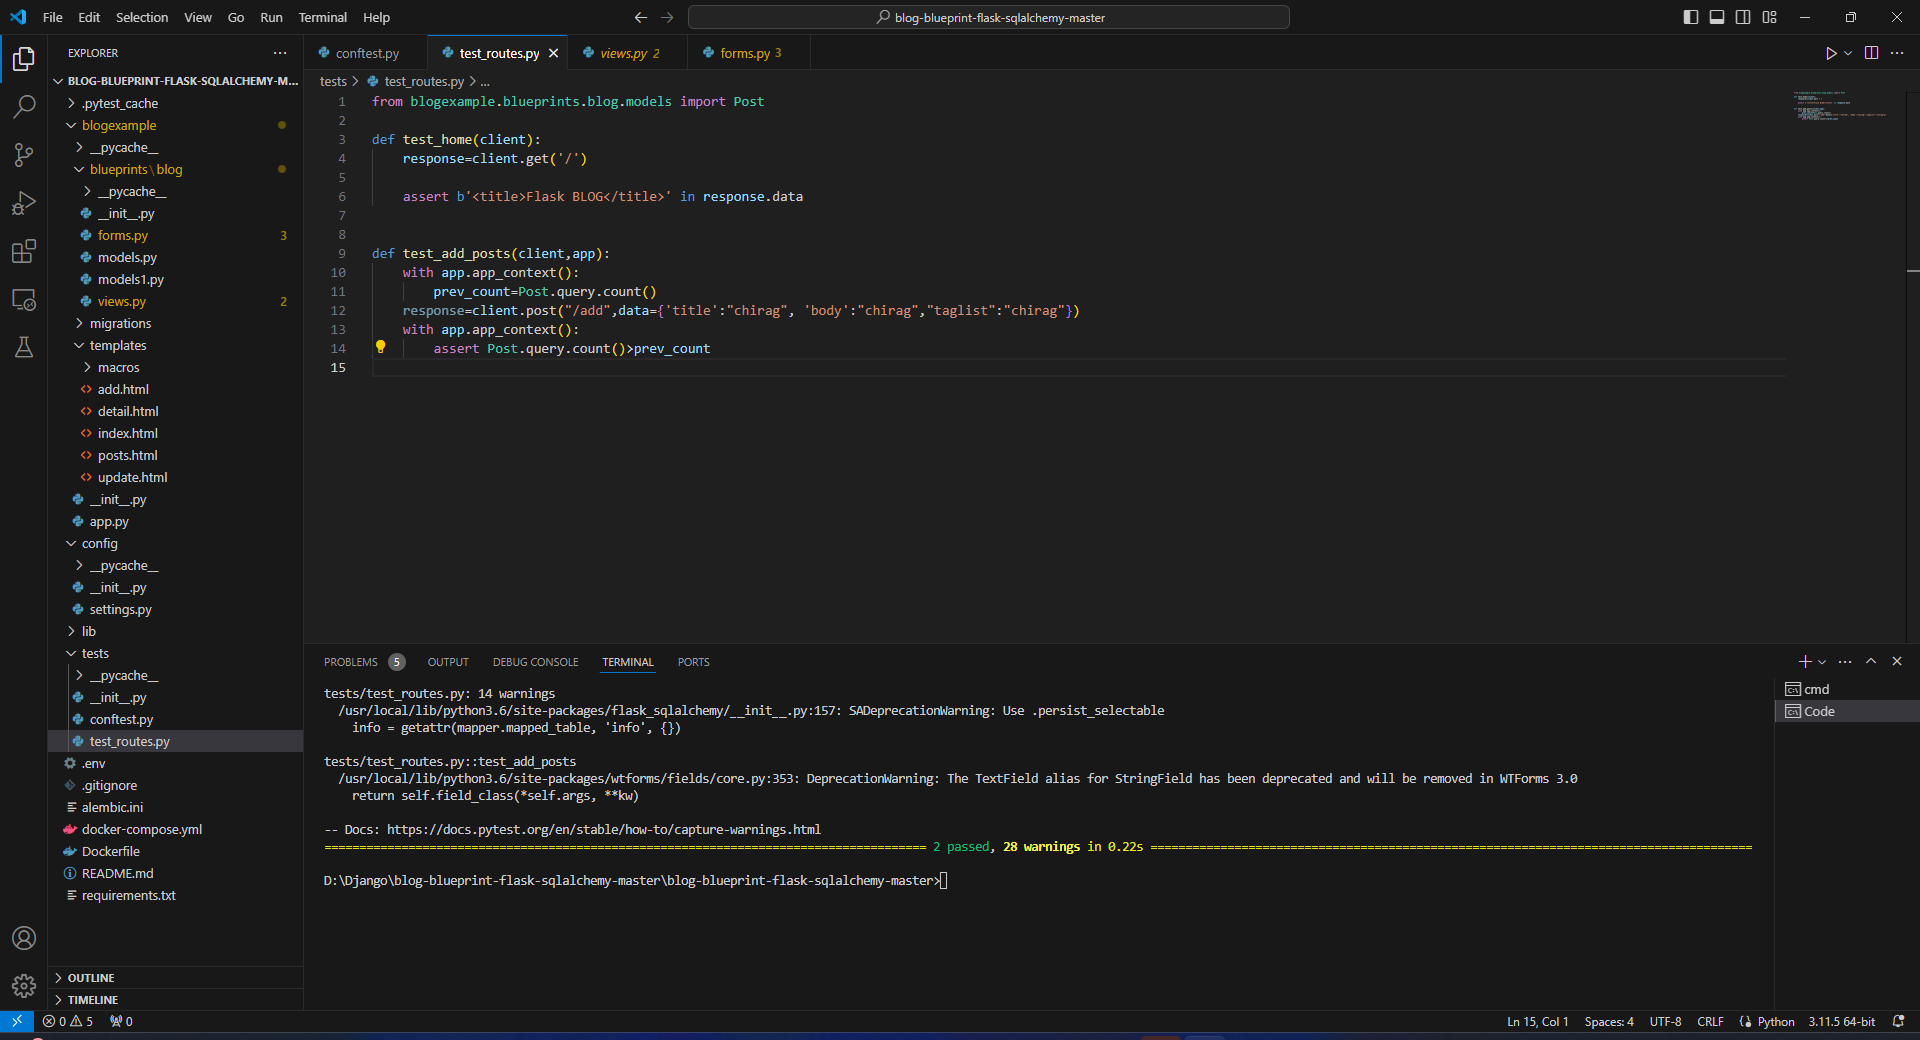 File Edit Selection View Go Run Terminal Help
blog-blueprint-flask-sqlalchemy-master
EXPLORER
BLOG-BLUEPRINT-FLASK-SQLALCHEMY-M...
.pytest_cache
blogexample
__pycache__
blueprints\blog
__pycache__
__init__.py
forms.py 3
models.py
models1.py
views.py 2
migrations
templates
macros
add.html
detail.html
index.html
posts.html
update.html
__init__.py
app.py
config
__pycache__
__init__.py
settings.py
lib
tests
__pycache__
__init__.py
conftest.py
test_routes.py
.env
.gitignore
alembic.ini
docker-compose.yml
Dockerfile
README.md
requirements.txt
OUTLINE
TIMELINE
conftest.py test_routes.py views.py 2 forms.py 3
tests > test_routes.py > ...
1 from blogexample.blueprints.blog.models import Post
2
3 def test_home(client):
4 response=client.get('/')
5
6 assert b'<title>Flask BLOG</title>' in response.data
7
8
9 def test_add_posts(client,app):
10 with app.app_context():
11 prev_count=Post.query.count()
12 response=client.post("/add",data={'title':"chirag", 'body':"chirag","taglist":"chirag"})
13 with app.app_context():
14 assert Post.query.count()>prev_count
15
PROBLEMS 5 OUTPUT DEBUG CONSOLE TERMINAL PORTS
tests/test_routes.py: 14 warnings
/usr/local/lib/python3.6/site-packages/flask_sqlalchemy/__init__.py:157: SADeprecationWarning: Use .persist_selectable
info = getattr(mapper.mapped_table, 'info', {})
tests/test_routes.py::test_add_posts
/usr/local/lib/python3.6/site-packages/wtforms/fields/core.py:353: DeprecationWarning: The TextField alias for StringField has been deprecated and will be removed in WTForms 3.0
return self.field_class(*self.args, **kw)
-- Docs: https://docs.pytest.org/en/stable/how-to/capture-warnings.html
2 passed, 28 warnings in 0.22s
D:\Django\blog-blueprint-flask-sqlalchemy-master\blog-blueprint-flask-sqlalchemy-master>
cmd
Code
0 5 0
Ln 15, Col 1 Spaces: 4 UTF-8 CRLF Python 3.11.5 64-bit